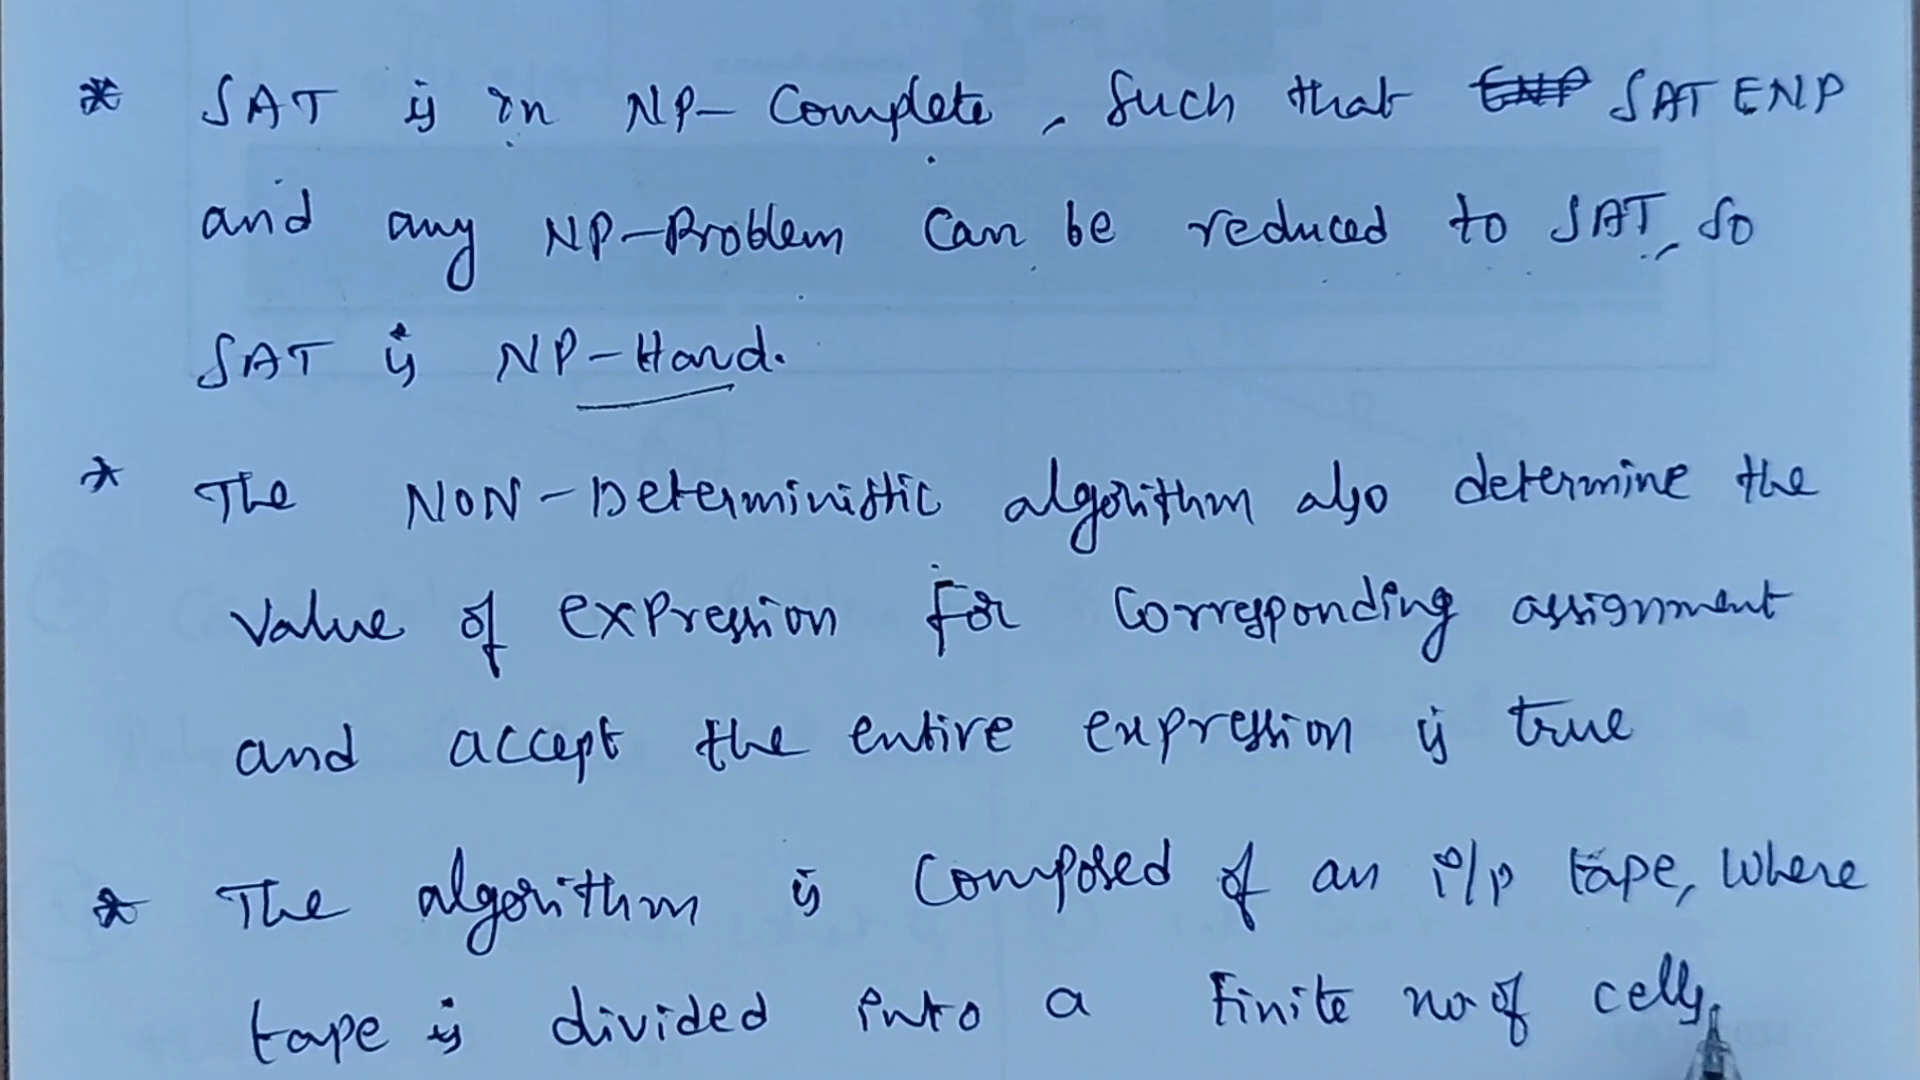 * SAT is in NP-Complete, Such that SAT ENP
and any NP-Problem can be reduced to SAT, so
SAT is NP-Hard.
* The NON-Deterministic algorithm also determine the
value of expression for corresponding assignment
and accept the entire expression is true
* The algorithm is composed of an i/p tape, where
tape is divided into a finite no of cells.